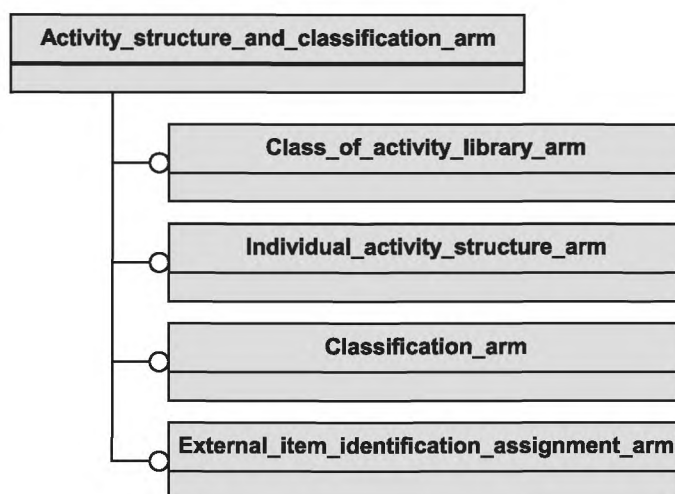 Activity_structure_and_classification_arm
Class_of_activity_library_arm
Individual_activity_structure_arm
Classification_arm
External_item_identification_assignment_arm